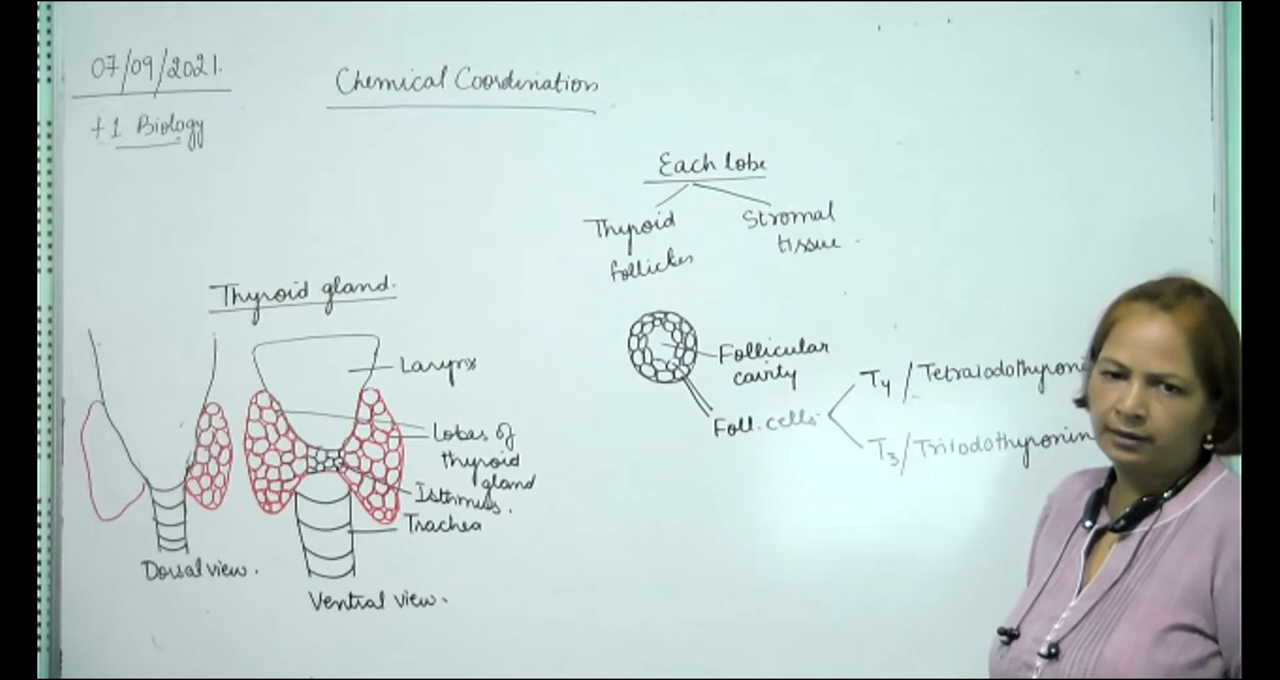 07/09/2021.
+1 Biology
Chemical Coordination
Each lobe
Thyroid
follicles
Stromal
tissue.
Thyroid gland.
Larynx
Lobes of
thyroid
gland
Isthmus.
Trachea
Dorsal view.
Ventral view.
Follicular
cavity
Foll. cells.
T4 / Tetraiodothyroni
T3 / Triiodothyronin